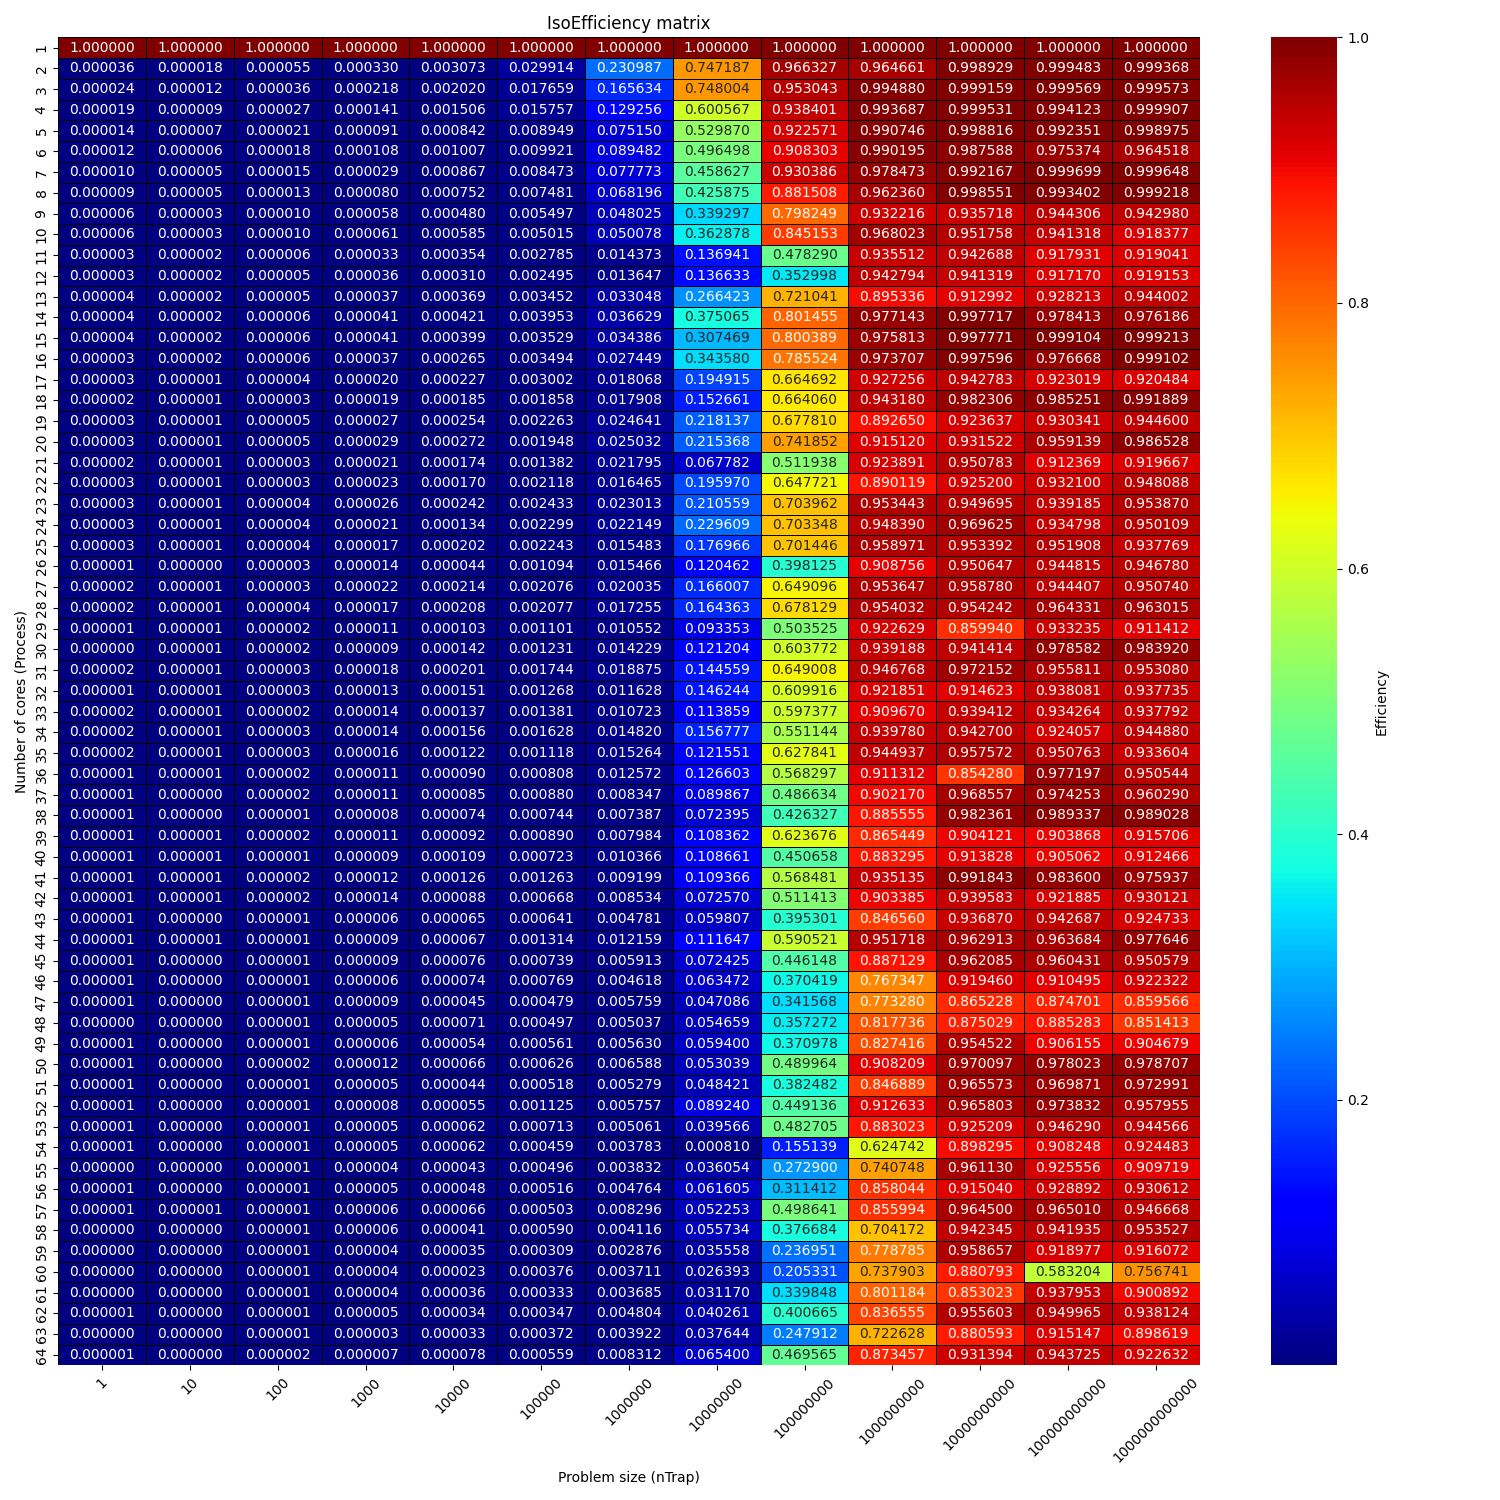 IsoEfficiency matrix
1 1.000000 1.000000 1.000000 1.000000 1.000000 1.000000 1.000000 1.000000 1.000000 1.000000 1.000000 1.000000 1.000000
2 0.000036 0.000018 0.000055 0.000330 0.003073 0.029914 0.230987 0.747187 0.966327 0.964661 0.998929 0.999483 0.999368
3 0.000024 0.000012 0.000036 0.000218 0.002020 0.017659 0.165634 0.748004 0.953043 0.994880 0.999159 0.999569 0.999573
4 0.000019 0.000009 0.000027 0.000141 0.001506 0.015757 0.129256 0.600567 0.938401 0.993687 0.999531 0.994123 0.999907
5 0.000014 0.000007 0.000021 0.000091 0.000842 0.008949 0.075150 0.529870 0.922571 0.990746 0.998816 0.992351 0.998975
6 0.000012 0.000006 0.000018 0.000108 0.001007 0.009921 0.089482 0.496498 0.908303 0.990195 0.987588 0.975374 0.964518
7 0.000010 0.000005 0.000015 0.000029 0.000867 0.008473 0.077773 0.458627 0.930386 0.978473 0.992167 0.999699 0.999648
8 0.000009 0.000005 0.000013 0.000080 0.000752 0.007481 0.068196 0.425875 0.881508 0.962360 0.998551 0.993402 0.999218
9 0.000006 0.000003 0.000010 0.000058 0.000480 0.005497 0.048025 0.339297 0.798249 0.932216 0.935718 0.944306 0.942980
10 0.000006 0.000003 0.000010 0.000061 0.000585 0.005015 0.050078 0.362878 0.845153 0.968023 0.951758 0.941318 0.918377
11 0.000003 0.000002 0.000006 0.000033 0.000354 0.002785 0.014373 0.136941 0.478290 0.935512 0.942688 0.917931 0.919041
12 0.000003 0.000002 0.000005 0.000036 0.000310 0.002495 0.013647 0.136633 0.352998 0.942794 0.941319 0.917170 0.919153
13 0.000004 0.000002 0.000005 0.000037 0.000369 0.003452 0.033048 0.266423 0.721041 0.895336 0.912992 0.928213 0.944002
14 0.000004 0.000002 0.000006 0.000041 0.000421 0.003953 0.036629 0.375065 0.801455 0.977143 0.997717 0.978413 0.976186
15 0.000004 0.000002 0.000006 0.000041 0.000399 0.003529 0.034386 0.307469 0.800389 0.975813 0.997771 0.999104 0.999213
16 0.000003 0.000002 0.000006 0.000037 0.000265 0.003494 0.027449 0.343580 0.785524 0.973707 0.997596 0.976668 0.999102
17 0.000003 0.000001 0.000004 0.000020 0.000227 0.003002 0.018068 0.194915 0.664692 0.927256 0.942783 0.923019 0.920484
18 0.000002 0.000001 0.000003 0.000019 0.000185 0.001858 0.017908 0.152661 0.664060 0.943180 0.982306 0.985251 0.991889
19 0.000003 0.000001 0.000005 0.000027 0.000254 0.002263 0.024641 0.218137 0.677810 0.892650 0.923637 0.930341 0.944600
20 0.000003 0.000001 0.000005 0.000029 0.000272 0.001948 0.025032 0.215368 0.741852 0.915120 0.931522 0.959139 0.986528
21 0.000002 0.000001 0.000003 0.000021 0.000174 0.001382 0.021795 0.067782 0.511938 0.923891 0.950783 0.912369 0.919667
22 0.000003 0.000001 0.000003 0.000023 0.000170 0.002118 0.016465 0.195970 0.647721 0.890119 0.925200 0.932100 0.948088
23 0.000003 0.000001 0.000004 0.000026 0.000242 0.002433 0.023013 0.210559 0.703962 0.953443 0.949695 0.939185 0.953870
24 0.000003 0.000001 0.000004 0.000021 0.000134 0.002299 0.022149 0.229609 0.703348 0.948390 0.969625 0.934798 0.950109
25 0.000003 0.000001 0.000004 0.000017 0.000202 0.002243 0.015483 0.176966 0.701446 0.958971 0.953392 0.951908 0.937769
26 0.000001 0.000000 0.000003 0.000014 0.000044 0.001094 0.015466 0.120462 0.398125 0.908756 0.950647 0.944815 0.946780
27 0.000002 0.000001 0.000003 0.000022 0.000214 0.002076 0.020035 0.166007 0.649096 0.953647 0.958780 0.944407 0.950740
28 0.000002 0.000001 0.000004 0.000017 0.000208 0.002077 0.017255 0.164363 0.678129 0.954032 0.954242 0.964331 0.963015
29 0.000001 0.000001 0.000002 0.000011 0.000103 0.001101 0.010552 0.093353 0.503525 0.922629 0.859940 0.933235 0.911412
30 0.000000 0.000001 0.000002 0.000009 0.000142 0.001231 0.014229 0.121204 0.603772 0.939188 0.941414 0.978582 0.983920
31 0.000002 0.000001 0.000003 0.000018 0.000201 0.001744 0.018875 0.144559 0.649008 0.946768 0.972152 0.955811 0.953080
32 0.000001 0.000001 0.000003 0.000013 0.000151 0.001268 0.011628 0.146244 0.609916 0.921851 0.914623 0.938081 0.937735
33 0.000002 0.000001 0.000002 0.000014 0.000137 0.001381 0.010723 0.113859 0.597377 0.909670 0.939412 0.934264 0.937792
34 0.000002 0.000001 0.000003 0.000014 0.000156 0.001628 0.014820 0.156777 0.551144 0.939780 0.942700 0.924057 0.944880
35 0.000002 0.000001 0.000003 0.000016 0.000122 0.001118 0.015264 0.121551 0.627841 0.944937 0.957572 0.950763 0.933604
36 0.000001 0.000001 0.000002 0.000011 0.000090 0.000808 0.012572 0.126603 0.568297 0.911312 0.854280 0.977197 0.950544
37 0.000001 0.000000 0.000002 0.000011 0.000085 0.000880 0.008347 0.089867 0.486634 0.902170 0.968557 0.974253 0.960290
38 0.000001 0.000000 0.000001 0.000008 0.000074 0.000744 0.007387 0.072395 0.426327 0.885555 0.982361 0.989337 0.989028
39 0.000001 0.000001 0.000002 0.000011 0.000092 0.000890 0.007984 0.108362 0.623676 0.865449 0.904121 0.903868 0.915706
40 0.000001 0.000001 0.000001 0.000009 0.000109 0.000723 0.010366 0.108661 0.450658 0.883295 0.913828 0.905062 0.912466
41 0.000001 0.000001 0.000002 0.000012 0.000126 0.001263 0.009199 0.109366 0.568481 0.935135 0.991843 0.983600 0.975937
42 0.000001 0.000001 0.000002 0.000014 0.000088 0.000668 0.008534 0.072570 0.511413 0.903385 0.939583 0.921885 0.930121
43 0.000001 0.000001 0.000001 0.000006 0.000065 0.000641 0.004781 0.059807 0.395301 0.846560 0.936870 0.942687 0.924733
44 0.000001 0.000001 0.000001 0.000009 0.000067 0.001314 0.012159 0.111647 0.590521 0.951718 0.962913 0.963684 0.977646
45 0.000001 0.000000 0.000001 0.000009 0.000076 0.000739 0.005913 0.072425 0.446148 0.887129 0.962085 0.960431 0.950579
46 0.000001 0.000000 0.000001 0.000006 0.000074 0.000769 0.004618 0.063472 0.370419 0.767347 0.919460 0.910495 0.922322
47 0.000001 0.000000 0.000001 0.000009 0.000045 0.000479 0.005759 0.047086 0.341568 0.773280 0.865228 0.874701 0.859566
48 0.000000 0.000000 0.000001 0.000005 0.000071 0.000497 0.005037 0.054659 0.357272 0.817736 0.875029 0.885283 0.851413
49 0.000001 0.000000 0.000001 0.000006 0.000054 0.000561 0.005630 0.059400 0.370978 0.827416 0.954522 0.906155 0.904679
50 0.000001 0.000000 0.000002 0.000012 0.000066 0.000626 0.006588 0.053039 0.489964 0.908209 0.970097 0.978023 0.978707
51 0.000001 0.000000 0.000001 0.000005 0.000044 0.000518 0.005279 0.048421 0.382482 0.846889 0.965573 0.969871 0.972991
52 0.000001 0.000000 0.000001 0.000008 0.000055 0.001125 0.005757 0.089240 0.449136 0.912633 0.965803 0.973832 0.957955
53 0.000001 0.000000 0.000001 0.000005 0.000062 0.000713 0.005061 0.039566 0.482705 0.883023 0.925209 0.946290 0.944566
54 0.000001 0.000000 0.000001 0.000005 0.000062 0.000459 0.003783 0.000810 0.155139 0.624742 0.898295 0.908248 0.924483
55 0.000000 0.000000 0.000001 0.000004 0.000043 0.000496 0.003832 0.036054 0.272900 0.740748 0.961130 0.925556 0.909719
56 0.000001 0.000000 0.000001 0.000005 0.000048 0.000516 0.004764 0.061605 0.311412 0.858044 0.915040 0.928892 0.930612
57 0.000001 0.000000 0.000001 0.000006 0.000066 0.000503 0.008296 0.052253 0.498641 0.855994 0.964500 0.965010 0.946668
58 0.000000 0.000000 0.000001 0.000006 0.000041 0.000590 0.004116 0.055734 0.376684 0.704172 0.942345 0.941935 0.953527
59 0.000000 0.000000 0.000001 0.000004 0.000035 0.000309 0.002876 0.035558 0.236951 0.778785 0.958657 0.918977 0.916072
60 0.000000 0.000000 0.000001 0.000004 0.000023 0.000376 0.003711 0.026393 0.205331 0.737903 0.880793 0.583204 0.756741
61 0.000000 0.000000 0.000001 0.000004 0.000036 0.000333 0.003685 0.031170 0.339848 0.801184 0.853023 0.937953 0.900892
62 0.000001 0.000000 0.000001 0.000005 0.000034 0.000347 0.004804 0.040261 0.400665 0.836555 0.955603 0.949965 0.938124
63 0.000000 0.000000 0.000001 0.000003 0.000033 0.000372 0.003922 0.037644 0.247912 0.722628 0.880593 0.915147 0.898619
64 0.000001 0.000000 0.000002 0.000007 0.000078 0.000559 0.008312 0.065400 0.469565 0.873457 0.931394 0.943725 0.922632
1 10 100 1000 10000 100000 1000000 10000000 100000000 1000000000 10000000000 100000000000 1000000000000
Problem size (nTrap)
Number of cores (Process)
1.0
0.8
0.6
0.4
0.2
Efficiency